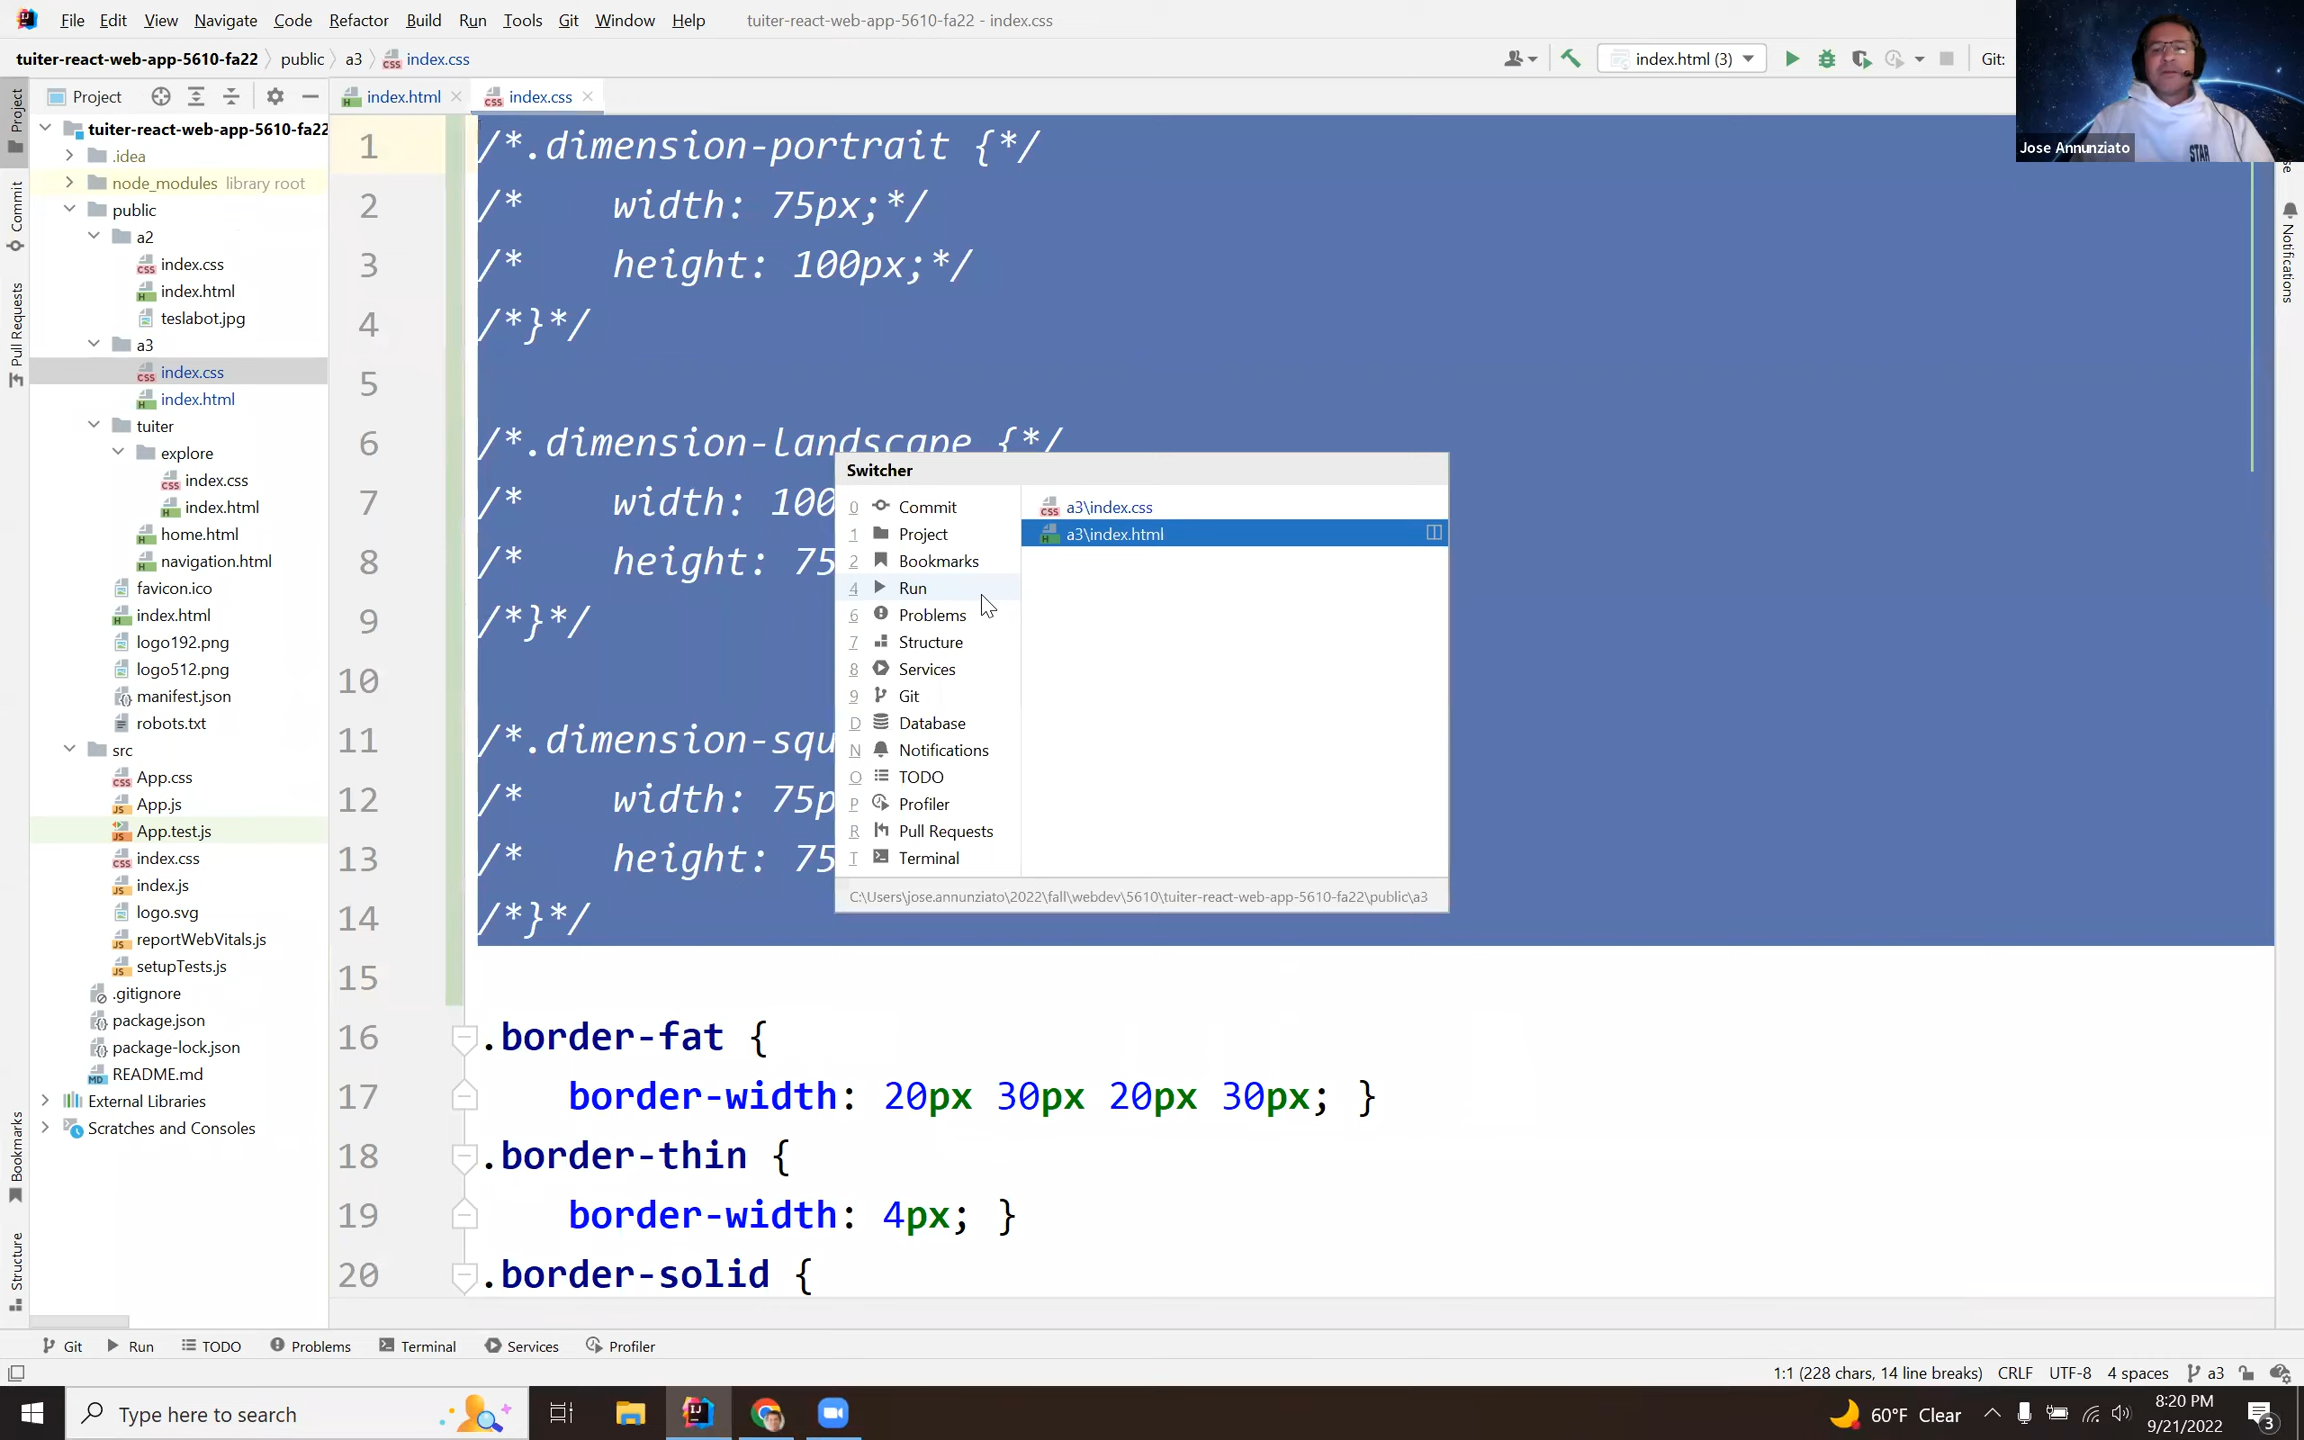 File Edit View Navigate Code Refactor Build Run Tools Git Window Help tuiter-react-web-app-5610-fa22 - index.css
tuiter-react-web-app-5610-fa22 public a3 index.css
index.html (3) Git:
Jose Annunziato
STAR
Project
index.html index.css
Project
Commit
Pull Requests
Bookmarks
Structure
Notifications
tuiter-react-web-app-5610-fa22
.idea
node_modules library root
public
a2
index.css
index.html
teslabot.jpg
a3
index.css
index.html
tuiter
explore
index.css
index.html
home.html
navigation.html
favicon.ico
index.html
logo192.png
logo512.png
manifest.json
robots.txt
src
App.css
App.js
App.test.js
index.css
index.js
logo.svg
reportWebVitals.js
setupTests.js
.gitignore
package.json
package-lock.json
README.md
External Libraries
Scratches and Consoles
1 /*.dimension-portrait {*/
2 /* width: 75px;*/
3 /* height: 100px;*/
4 /*}*/
5
6 /*.dimension-landscape {*/
7 /* width: 100
8 /* height: 75
9 /*}*/
10
11 /*.dimension-squ
12 /* width: 75p
13 /* height: 75
14 /*}*/
15
16 .border-fat {
17 border-width: 20px 30px 20px 30px; }
18 .border-thin {
19 border-width: 4px; }
20 .border-solid {
Switcher
0 Commit
1 Project
2 Bookmarks
4 Run
6 Problems
7 Structure
8 Services
9 Git
D Database
N Notifications
O TODO
P Profiler
R Pull Requests
T Terminal
a3\index.css
a3\index.html
C:\Users\jose.annunziato\2022\fall\webdev\5610\tuiter-react-web-app-5610-fa22\public\a3
Git Run TODO Problems Terminal Services Profiler
1:1 (228 chars, 14 line breaks) CRLF UTF-8 4 spaces a3
Type here to search
60°F Clear
8:20 PM
9/21/2022
3